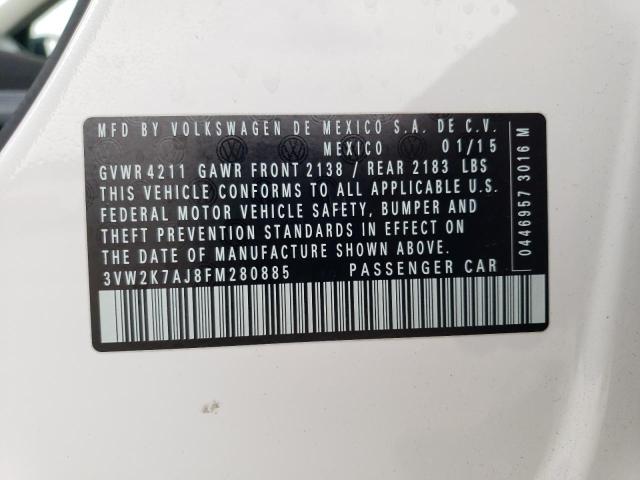 MFD BY VOLKSWAGEN DE MEXICO S.A. DE C.V.
MEXICO 01/15
GVWR 4211 GAWR FRONT 2138 / REAR 2183 LBS
THIS VEHICLE CONFORMS TO ALL APPLICABLE U.S.
FEDERAL MOTOR VEHICLE SAFETY, BUMPER AND
THEFT PREVENTION STANDARDS IN EFFECT ON
THE DATE OF MANUFACTURE SHOWN ABOVE.
3VW2K7AJ8FM280885 PASSENGER CAR
0446957 3016 M